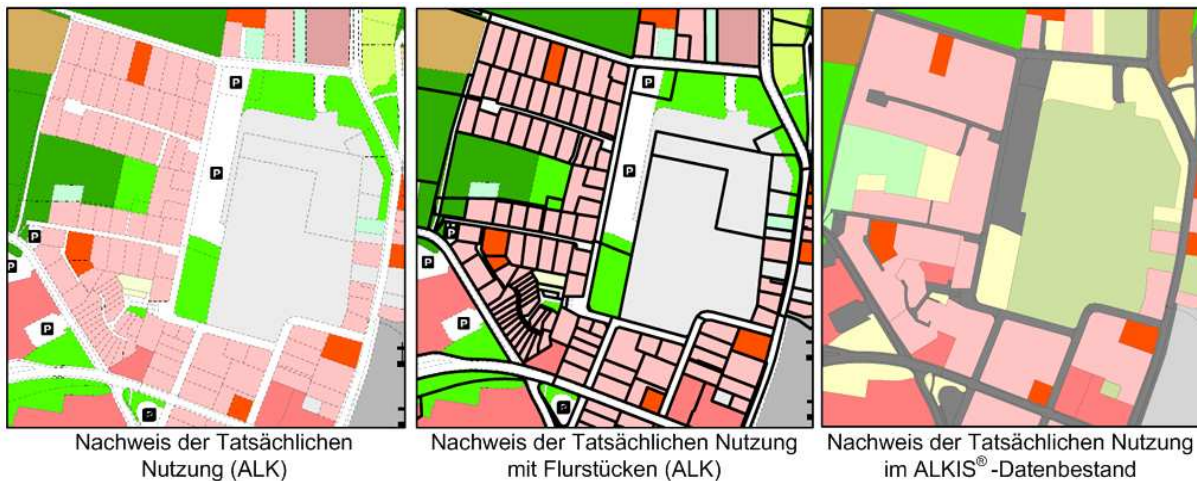 P
P
P
P
P
P
P
P
P
P
P
P
Nachweis der Tatsächlichen
Nutzung (ALK)
Nachweis der Tatsächlichen Nutzung
mit Flurstücken (ALK)
Nachweis der Tatsächlichen Nutzung
im ALKIS® -Datenbestand